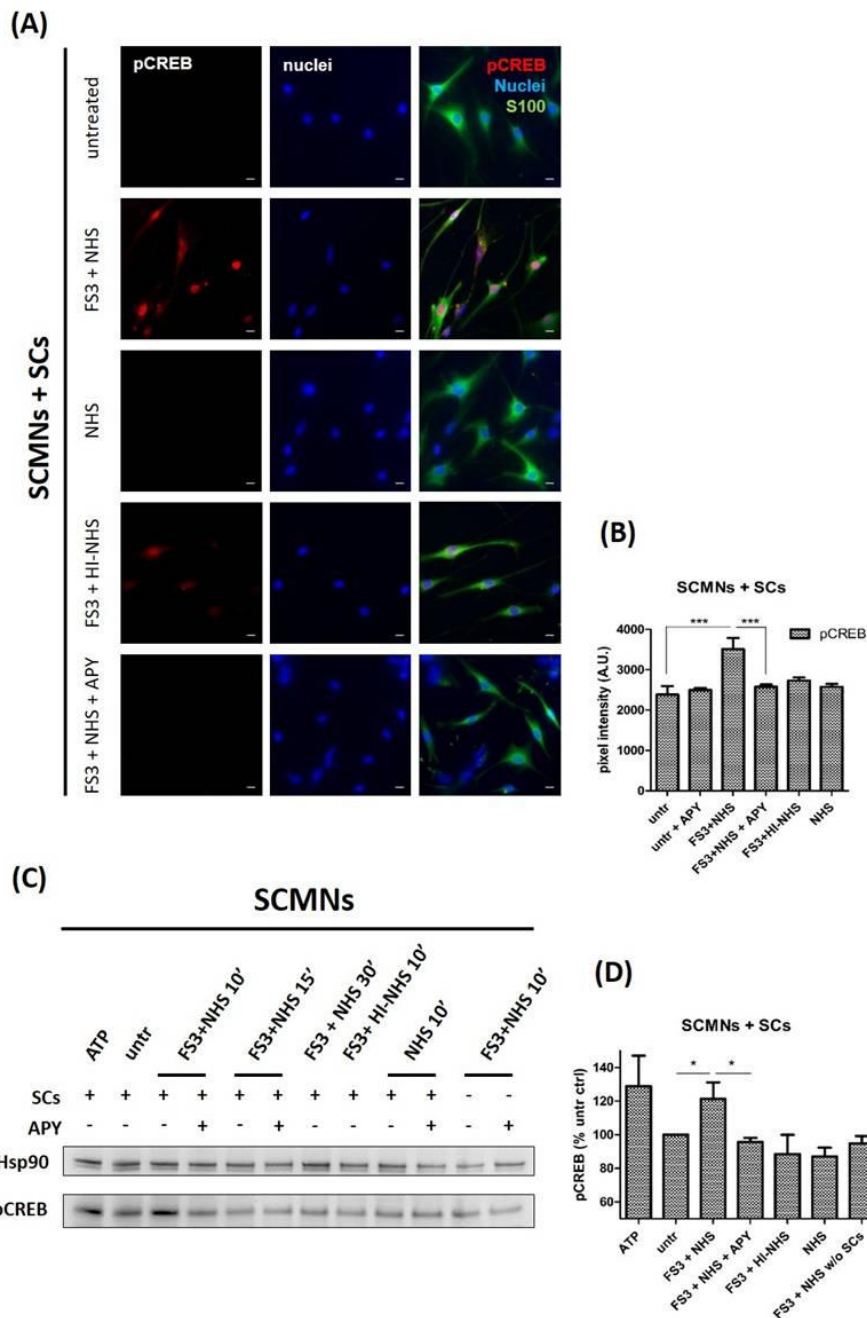 (A)
SCMNs + SCs
pCREB
nuclei
pCREB
Nuclei
S100
untreated
FS3 + NHS
NHS
FS3 + HI-NHS
FS3 + NHS + APY
(B)
SCMNs + SCs
pCREB
pixel intensity (A.U.)
4000
3000
2000
1000
0
***
***
untr
untr + APY
FS3+NHS
FS3+NHS + APY
FS3+HI-NHS
NHS
(C)
SCMNs
ATP
untr
FS3+NHS 10′
FS3+NHS 15′
FS3 + NHS 30′
FS3+ HI-NHS 10′
NHS 10′
FS3+NHS 10′
SCs + + + + + + + + + + - -
APY - - - + - + - - - + - +
Hsp90
CREB
(D)
SCMNs + SCs
pCREB (% untr ctrl)
140
120
100
80
60
*
*
ATP
untr
FS3 + NHS
FS3 + NHS + APY
FS3 + HI-NHS
NHS
FS3 + NHS w/o SCs